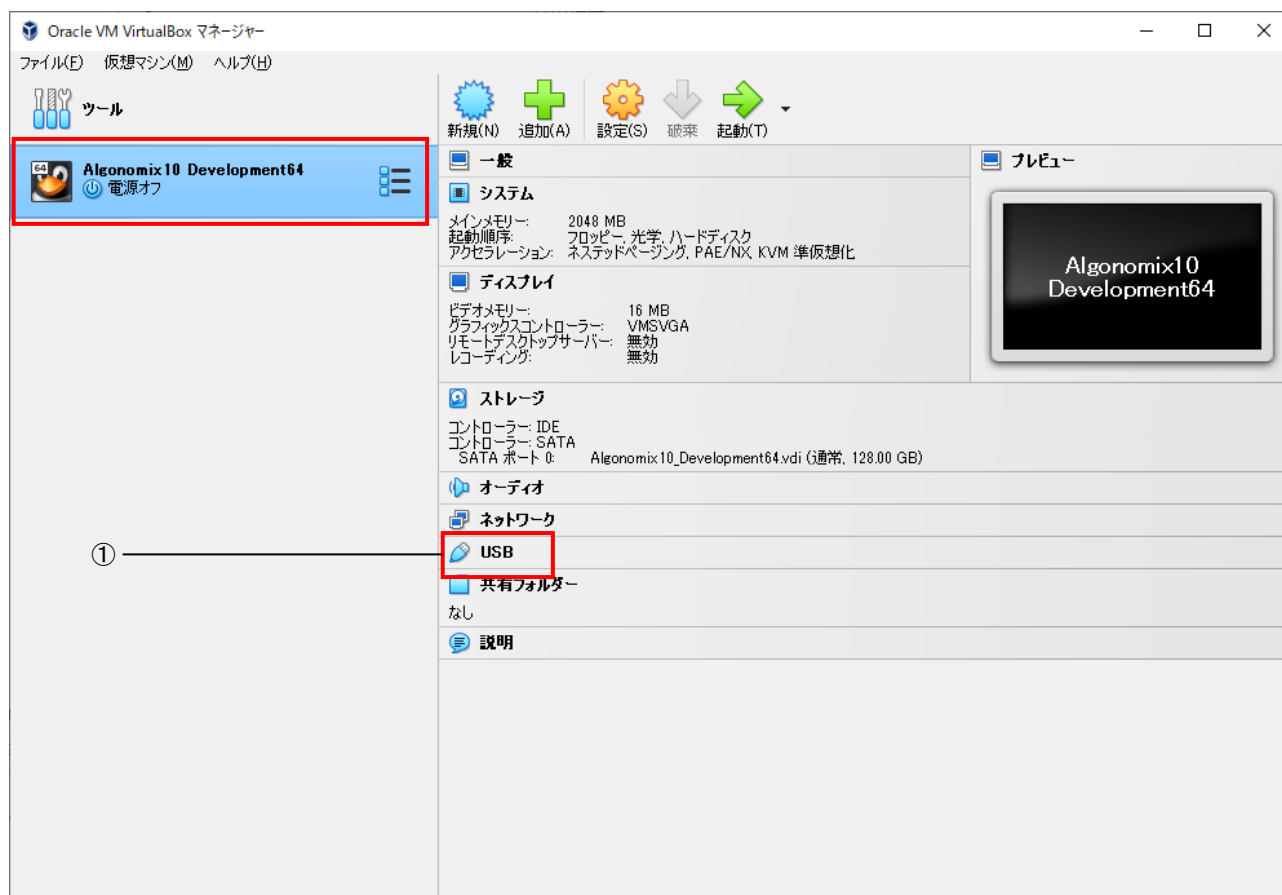 Oracle VM VirtualBox マネージャー
ファイル(F) 仮想マシン(M) ヘルプ(H)
ツール
新規(N) 追加(A) 設定(S) 破棄 起動(T)
64
Algonomix10 Development64
電源オフ
一般
システム
メインメモリー: 2048 MB
起動順序: フロッピー, 光学, ハードディスク
アクセラレーション: ネステッドページング, PAE/NX, KVM 準仮想化
ディスプレイ
ビデオメモリー: 16 MB
グラフィックスコントローラー: VMSVGA
リモートデスクトップサーバー: 無効
レコーディング: 無効
プレビュー
Algonomix10
Development64
ストレージ
コントローラー: IDE
コントローラー: SATA
SATA ポート 0: Algonomix10_Development64.vdi (通常, 128.00 GB)
オーディオ
ネットワーク
① USB
共有フォルダー
なし
説明